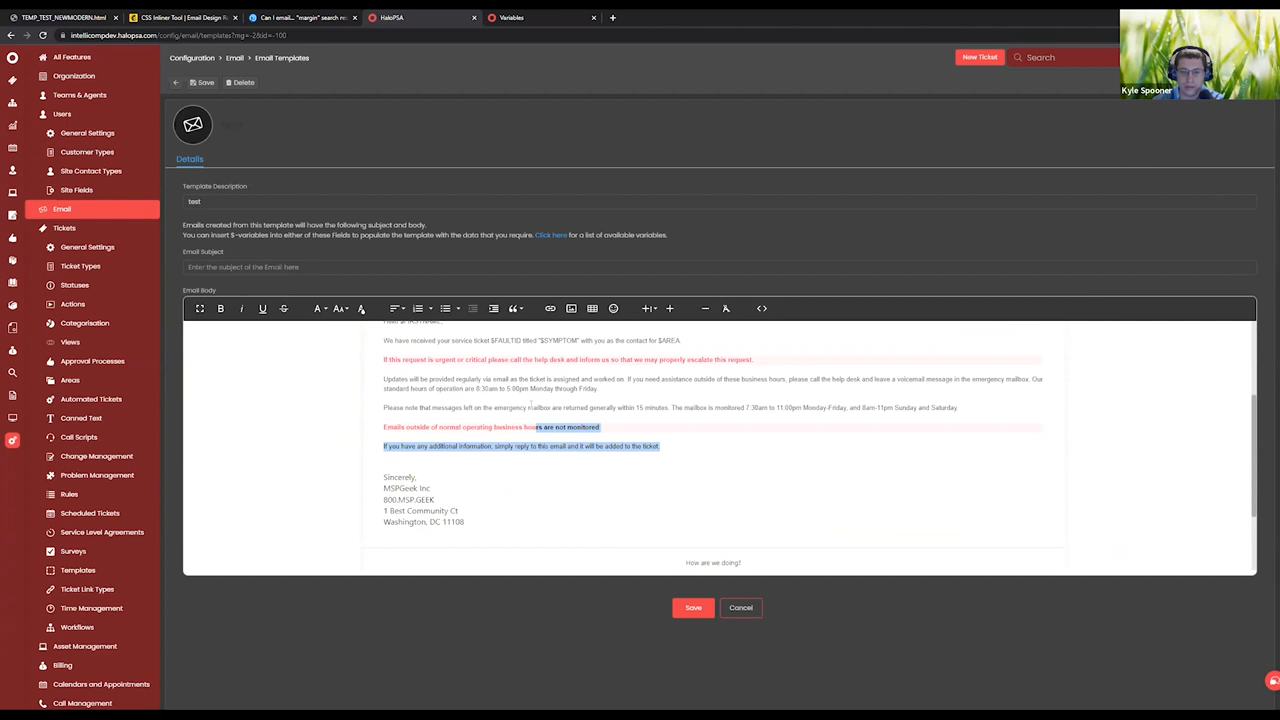 TEMP_TEST_NEWMODERN.html
CSS Inliner Tool | Email Design R
Can I email... "margin" search re
HaloPSA
Variables
intellicompdev.halopsa.com/config/email/templates?mg=-2&id=-100
All Features
Organization
Teams & Agents
Users
General Settings
Customer Types
Site Contact Types
Site Fields
Email
Tickets
General Settings
Ticket Types
Statuses
Actions
Categorisation
Views
Approval Processes
Areas
Automated Tickets
Canned Text
Call Scripts
Change Management
Problem Management
Rules
Scheduled Tickets
Service Level Agreements
Surveys
Templates
Ticket Link Types
Time Management
Workflows
Asset Management
Billing
Calendars and Appointments
Call Management
Configuration > Email > Email Templates
New Ticket
Search
Kyle Spooner
Save
Delete
Details
Template Description
test
Emails created from this template will have the following subject and body.
You can insert $-variables into either of these Fields to populate the template with the data that you require. Click here for a list of available variables.
Email Subject
Enter the subject of the Email here
Email Body
We have received your service ticket $FAULTID titled "$SYMPTOM" with you as the contact for $AREA.
If this request is urgent or critical please call the help desk and inform us so that we may properly escalate this request.
Updates will be provided regularly via email as the ticket is assigned and worked on. If you need assistance outside of these business hours, please call the help desk and leave a voicemail message in the emergency mailbox. Our
standard hours of operation are 8:30am to 5:00pm Monday through Friday.
Please note that messages left on the emergency mailbox are returned generally within 15 minutes. The mailbox is monitored 7:30am to 11:00pm Monday-Friday, and 8am-11pm Sunday and Saturday.
Emails outside of normal operating business hours are not monitored
If you have any additional information, simply reply to this email and it will be added to the ticket.
Sincerely,
MSPGeek Inc
800.MSP.GEEK
1 Best Community Ct
Washington, DC 11108
How are we doing?
Save
Cancel